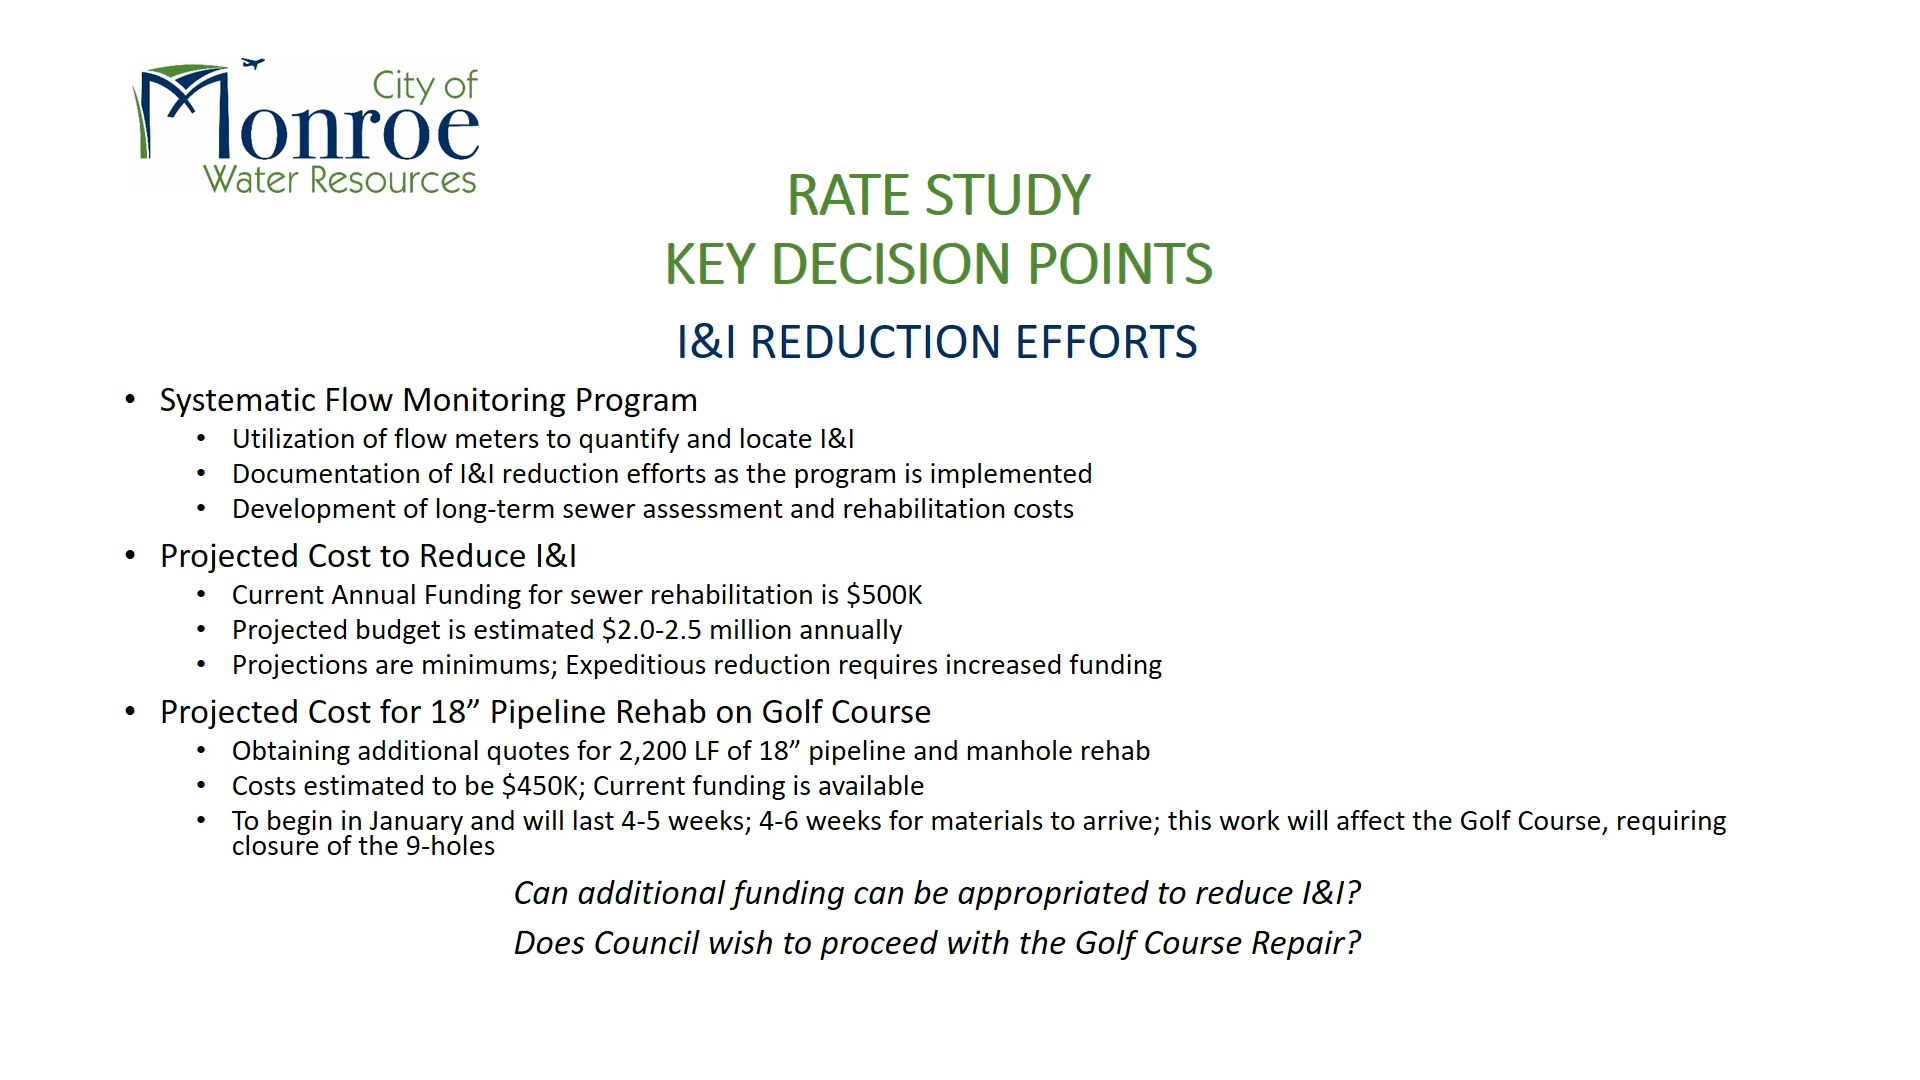 City of
Monroe
Water Resources
RATE STUDY
KEY DECISION POINTS
I&I REDUCTION EFFORTS
• Systematic Flow Monitoring Program
• Utilization of flow meters to quantify and locate I&I
• Documentation of I&I reduction efforts as the program is implemented
• Development of long-term sewer assessment and rehabilitation costs
• Projected Cost to Reduce I&I
• Current Annual Funding for sewer rehabilitation is $500K
• Projected budget is estimated $2.0-2.5 million annually
• Projections are minimums; Expeditious reduction requires increased funding
• Projected Cost for 18” Pipeline Rehab on Golf Course
• Obtaining additional quotes for 2,200 LF of 18” pipeline and manhole rehab
• Costs estimated to be $450K; Current funding is available
• To begin in January and will last 4-5 weeks; 4-6 weeks for materials to arrive; this work will affect the Golf Course, requiring
closure of the 9-holes
Can additional funding can be appropriated to reduce I&I?
Does Council wish to proceed with the Golf Course Repair?